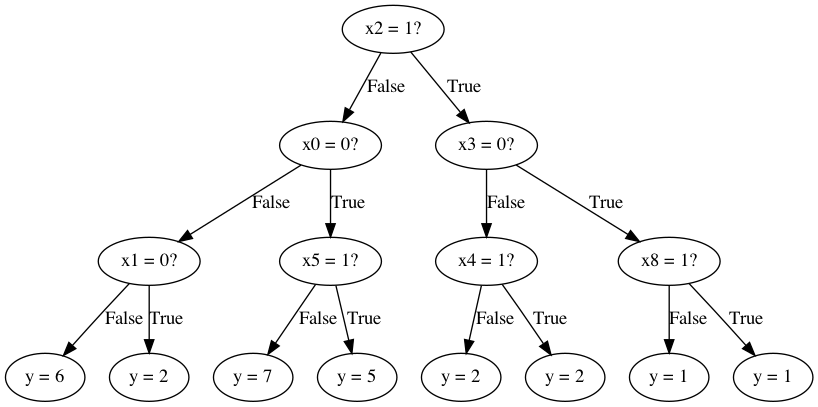 x2 = 1?
False
True
x0 = 0?
x3 = 0?
False
True
False
True
x1 = 0?
x5 = 1?
x4 = 1?
x8 = 1?
False
True
False
True
False
True
False
True
y = 6
y = 2
y = 7
y = 5
y = 2
y = 2
y = 1
y = 1